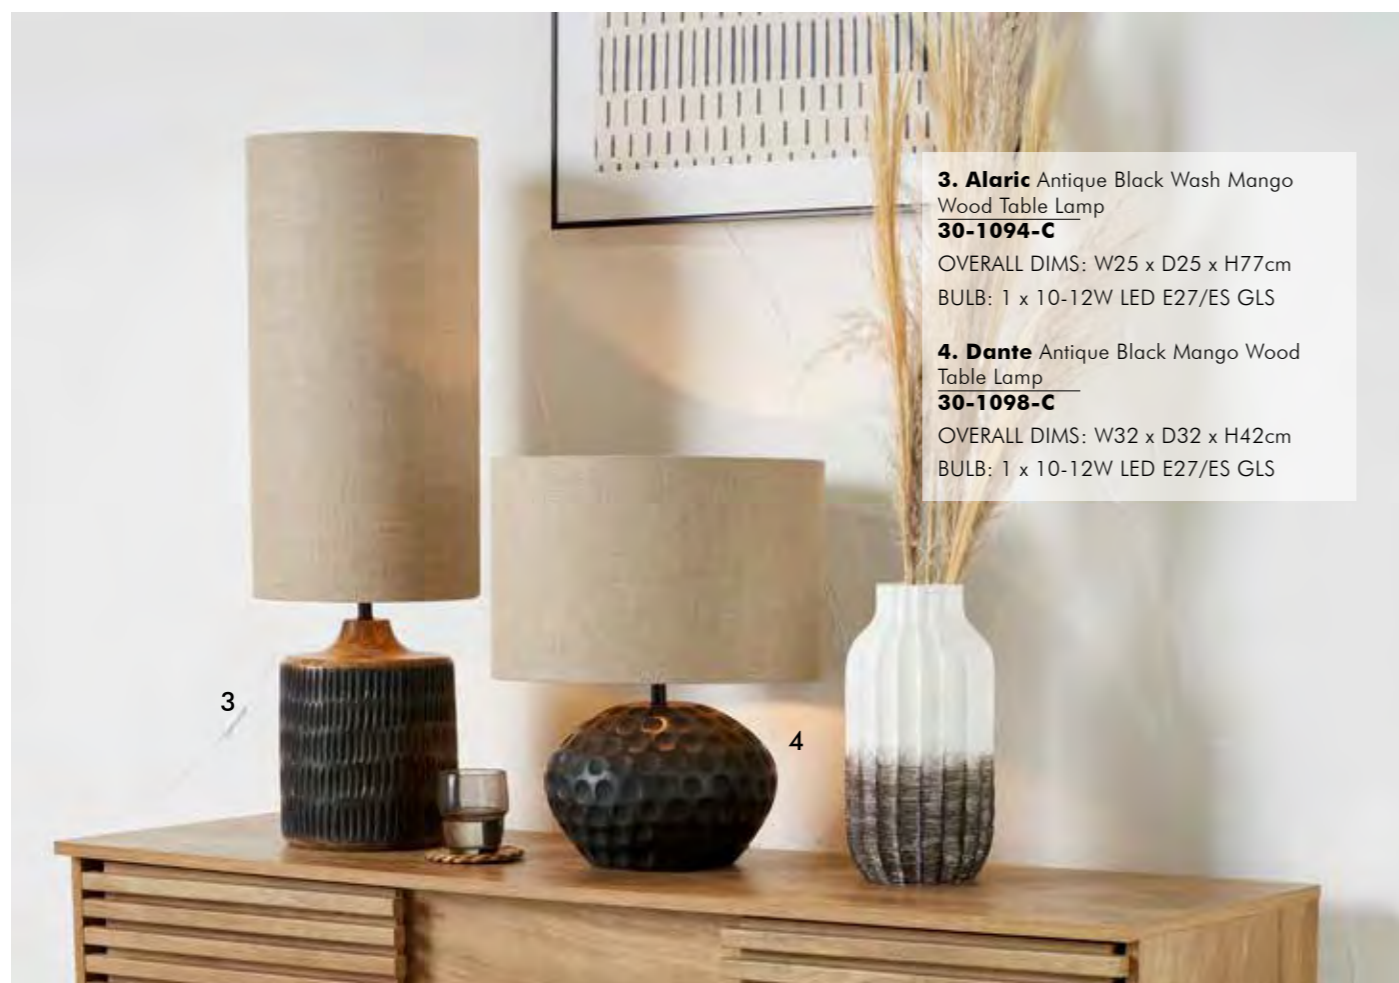 3. Alaric Antique Black Wash Mango
Wood Table Lamp
30-1094-C
OVERALL DIMS: W25 x D25 x H77cm
BULB: 1 x 10-12W LED E27/ES GLS
4. Dante Antique Black Mango Wood
Table Lamp
30-1098-C
OVERALL DIMS: W32 x D32 x H42cm
BULB: 1 x 10-12W LED E27/ES GLS
3
4